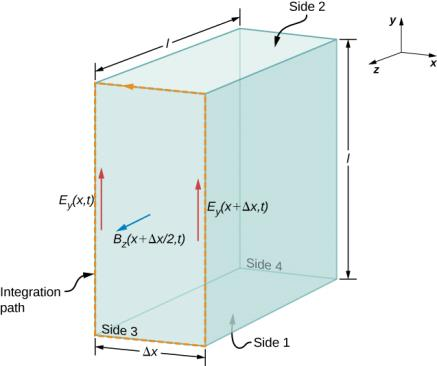 Side 2
y
x
z
l
l
E_y(x,t)
E_y(x+Δx,t)
B_z(x+Δx/2,t)
Side 4
Integration
path
Side 3
Side 1
Δx